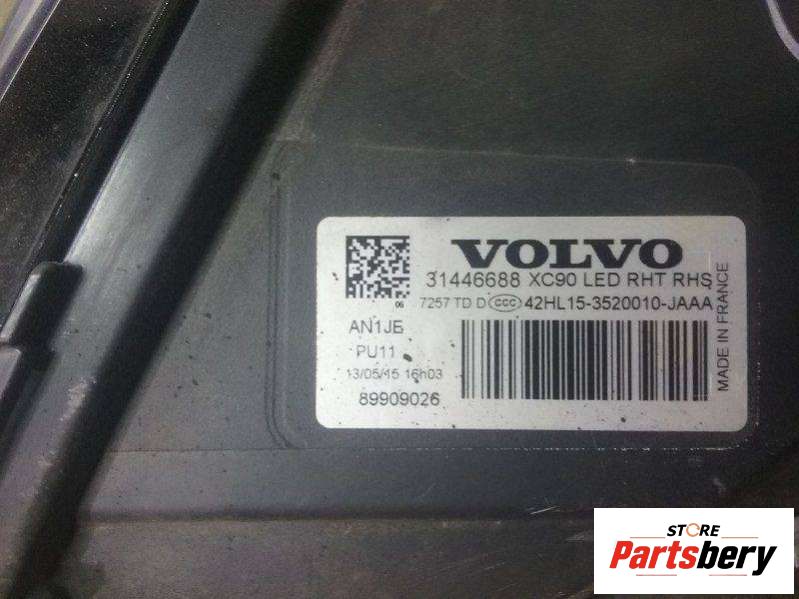 VOLVO
31446688 XC90 LED RHT RHS
06 7257 TD D CCC 42HL15-3520010-JAAA
AN1JE
PU11
13/05/15 16h03
89909026
MADE IN FRANCE
STORE
Partsbery